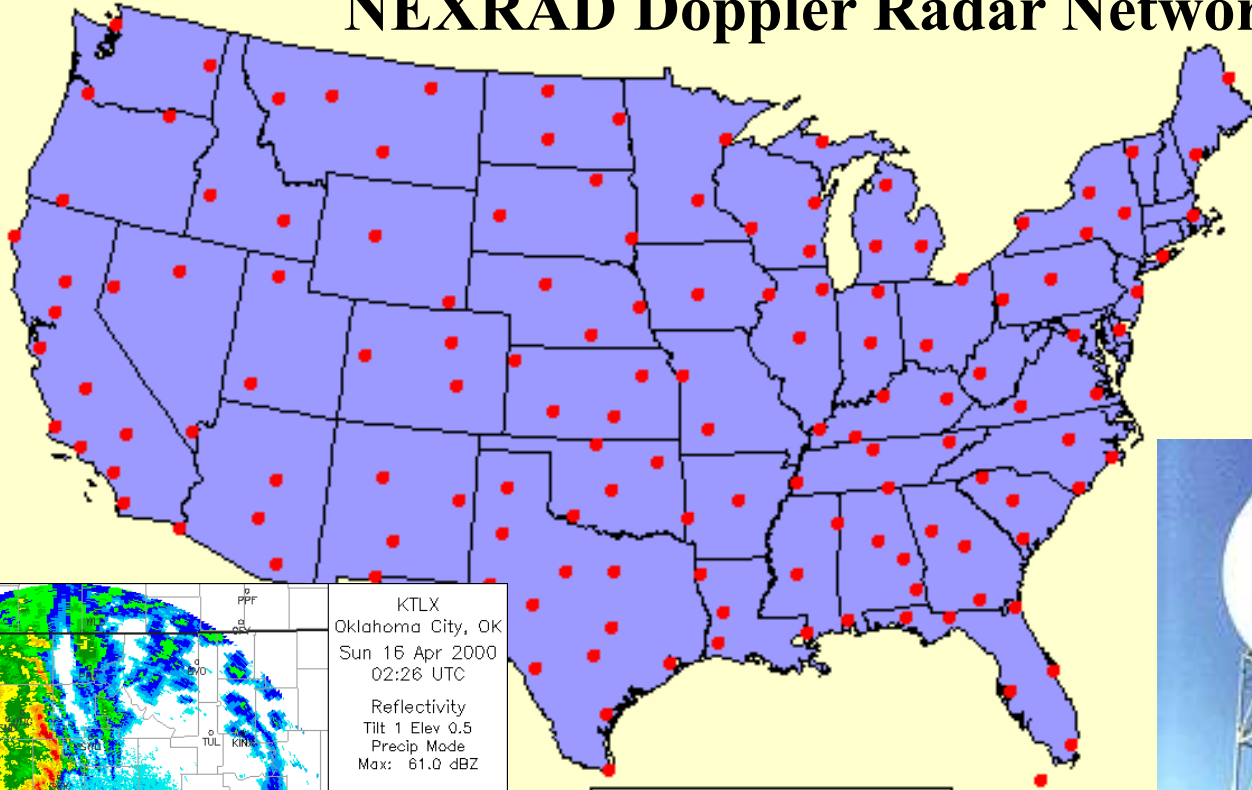 NEXRAD Doppler Radar Networ
KTLX
Oklahoma City, OK
Sun 16 Apr 2000
02:26 UTC
Reflectivity
Tilt 1 Elev 0.5
Precip Mode
Max: 61.0 dBZ
PPF
TUL